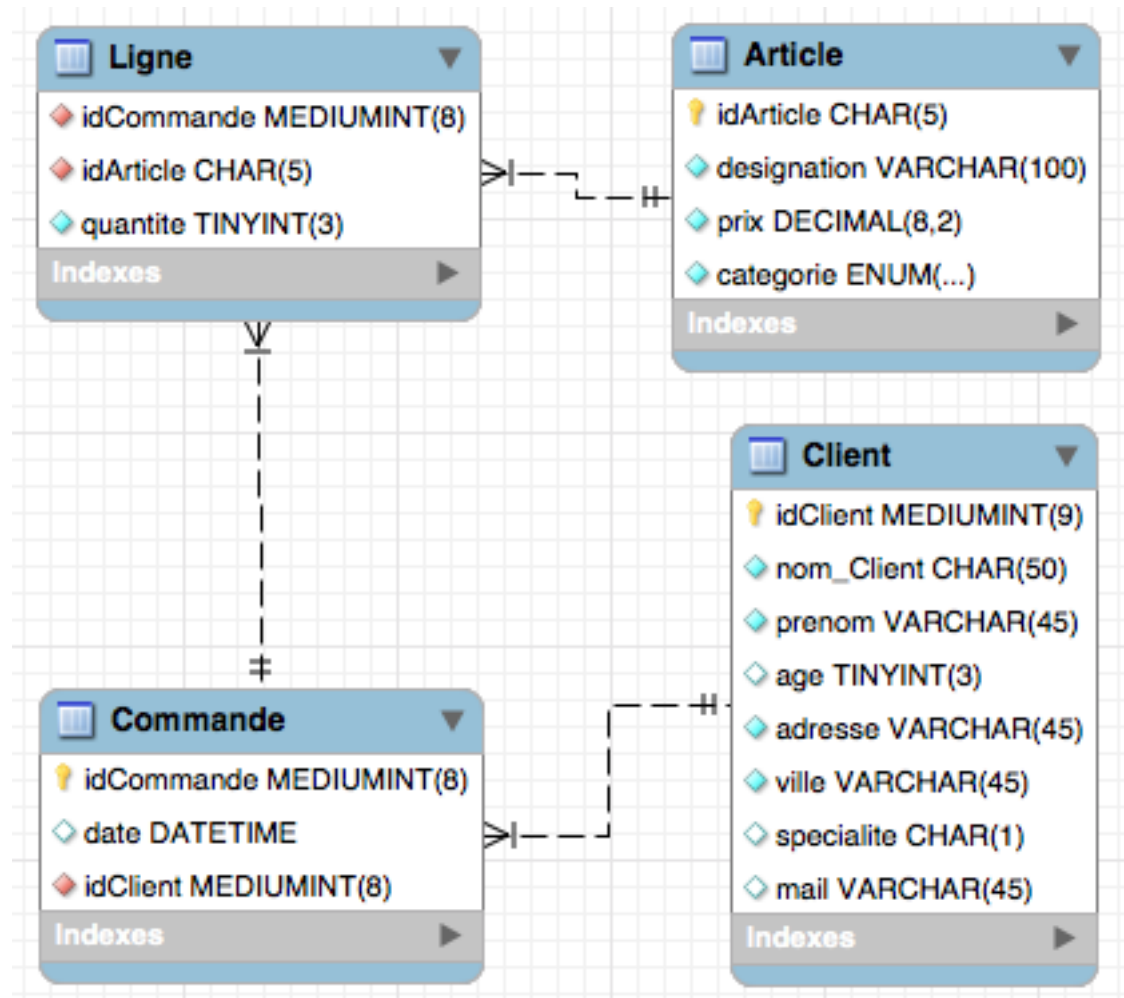 Ligne
idCommande MEDIUMINT(8)
idArticle CHAR(5)
quantite TINYINT(3)
Indexes
Article
idArticle CHAR(5)
designation VARCHAR(100)
prix DECIMAL(8,2)
categorie ENUM(...)
Indexes
Client
idClient MEDIUMINT(9)
nom_Client CHAR(50)
prenom VARCHAR(45)
age TINYINT(3)
adresse VARCHAR(45)
ville VARCHAR(45)
specialite CHAR(1)
mail VARCHAR(45)
Indexes
Commande
idCommande MEDIUMINT(8)
date DATETIME
idClient MEDIUMINT(8)
Indexes